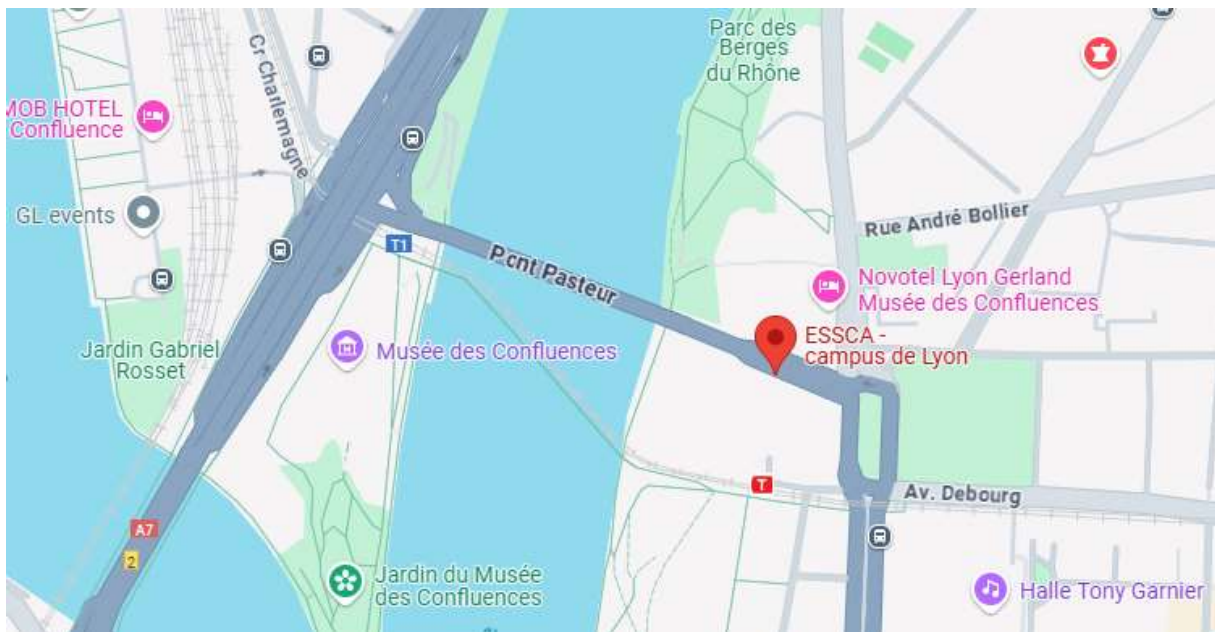 Parc des
Berges
du Rhône
Cr Charlemagne
MOB HOTEL
Confluence
GL events
Rue André Bollier
T1
Pont Pasteur
Novotel Lyon Gerland
Musée des Confluences
ESSCA -
campus de Lyon
Jardin Gabriel
Rosset
Musée des Confluences
T
Av. Debourg
A7
2
Jardin du Musée
des Confluences
Halle Tony Garnier